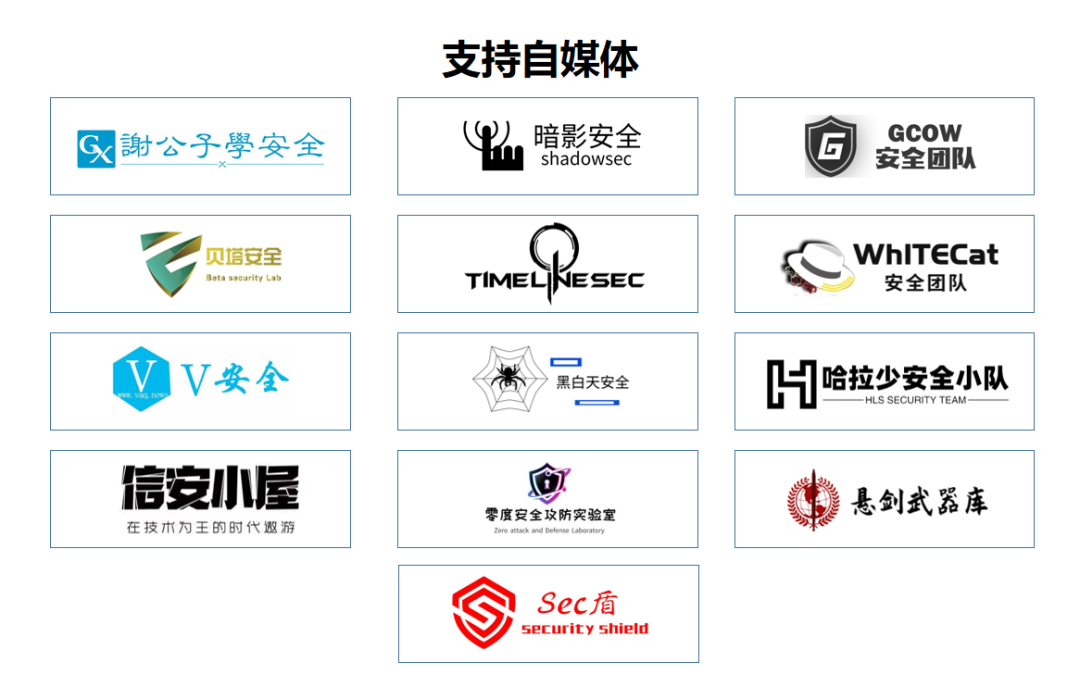 支持自媒体
GX
謝公子學安全
暗影安全
shadowsec
G
GCOW
安全团队
贝塔安全
Beta security Lab
TIMELINESEC
WhITECat
安全团队
V
www.vaq.news
V安全
黑白天安全
哈拉少安全小队
HLS SECURITY TEAM
信安小屋
在技术为王的时代遨游
零度安全攻防实验室
Zero attack and Defense Laboratory
悬剑武器库
S
Sec盾
security shield